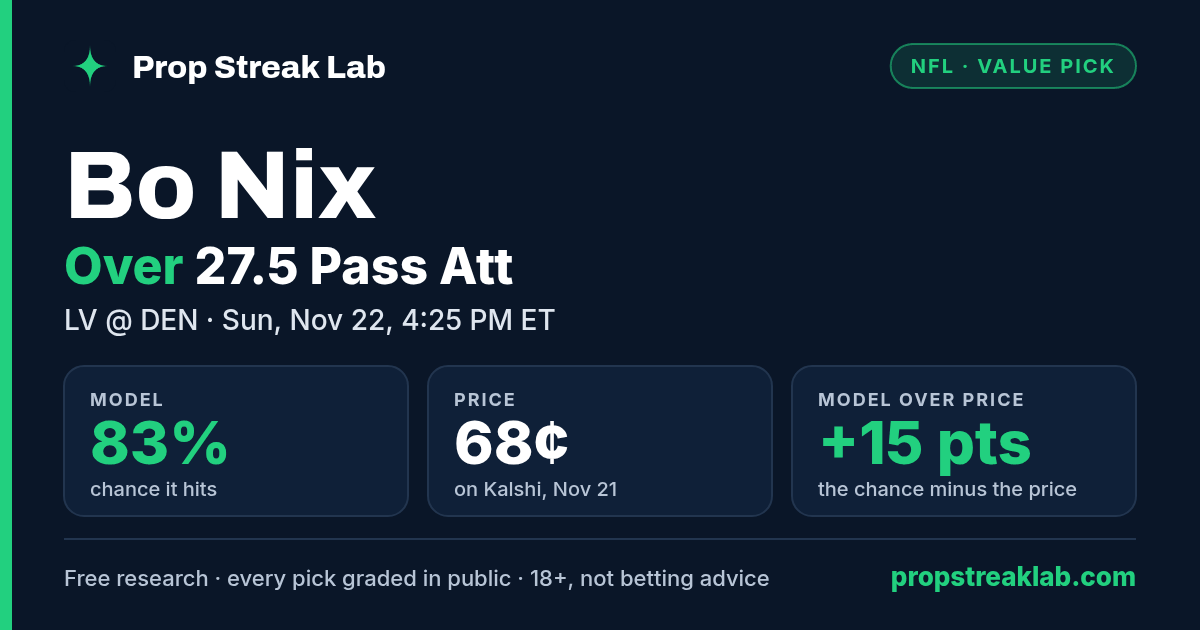 Prop Streak Lab
NFL · VALUE PICK
Bo Nix
Over 27.5 Pass Att
LV @ DEN · Sun, Nov 22, 4:25 PM ET
MODEL
83%
chance it hits
PRICE
68¢
on Kalshi, Nov 21
MODEL OVER PRICE
+15 pts
the chance minus the price
Free research · every pick graded in public · 18+, not betting advice
propstreaklab.com